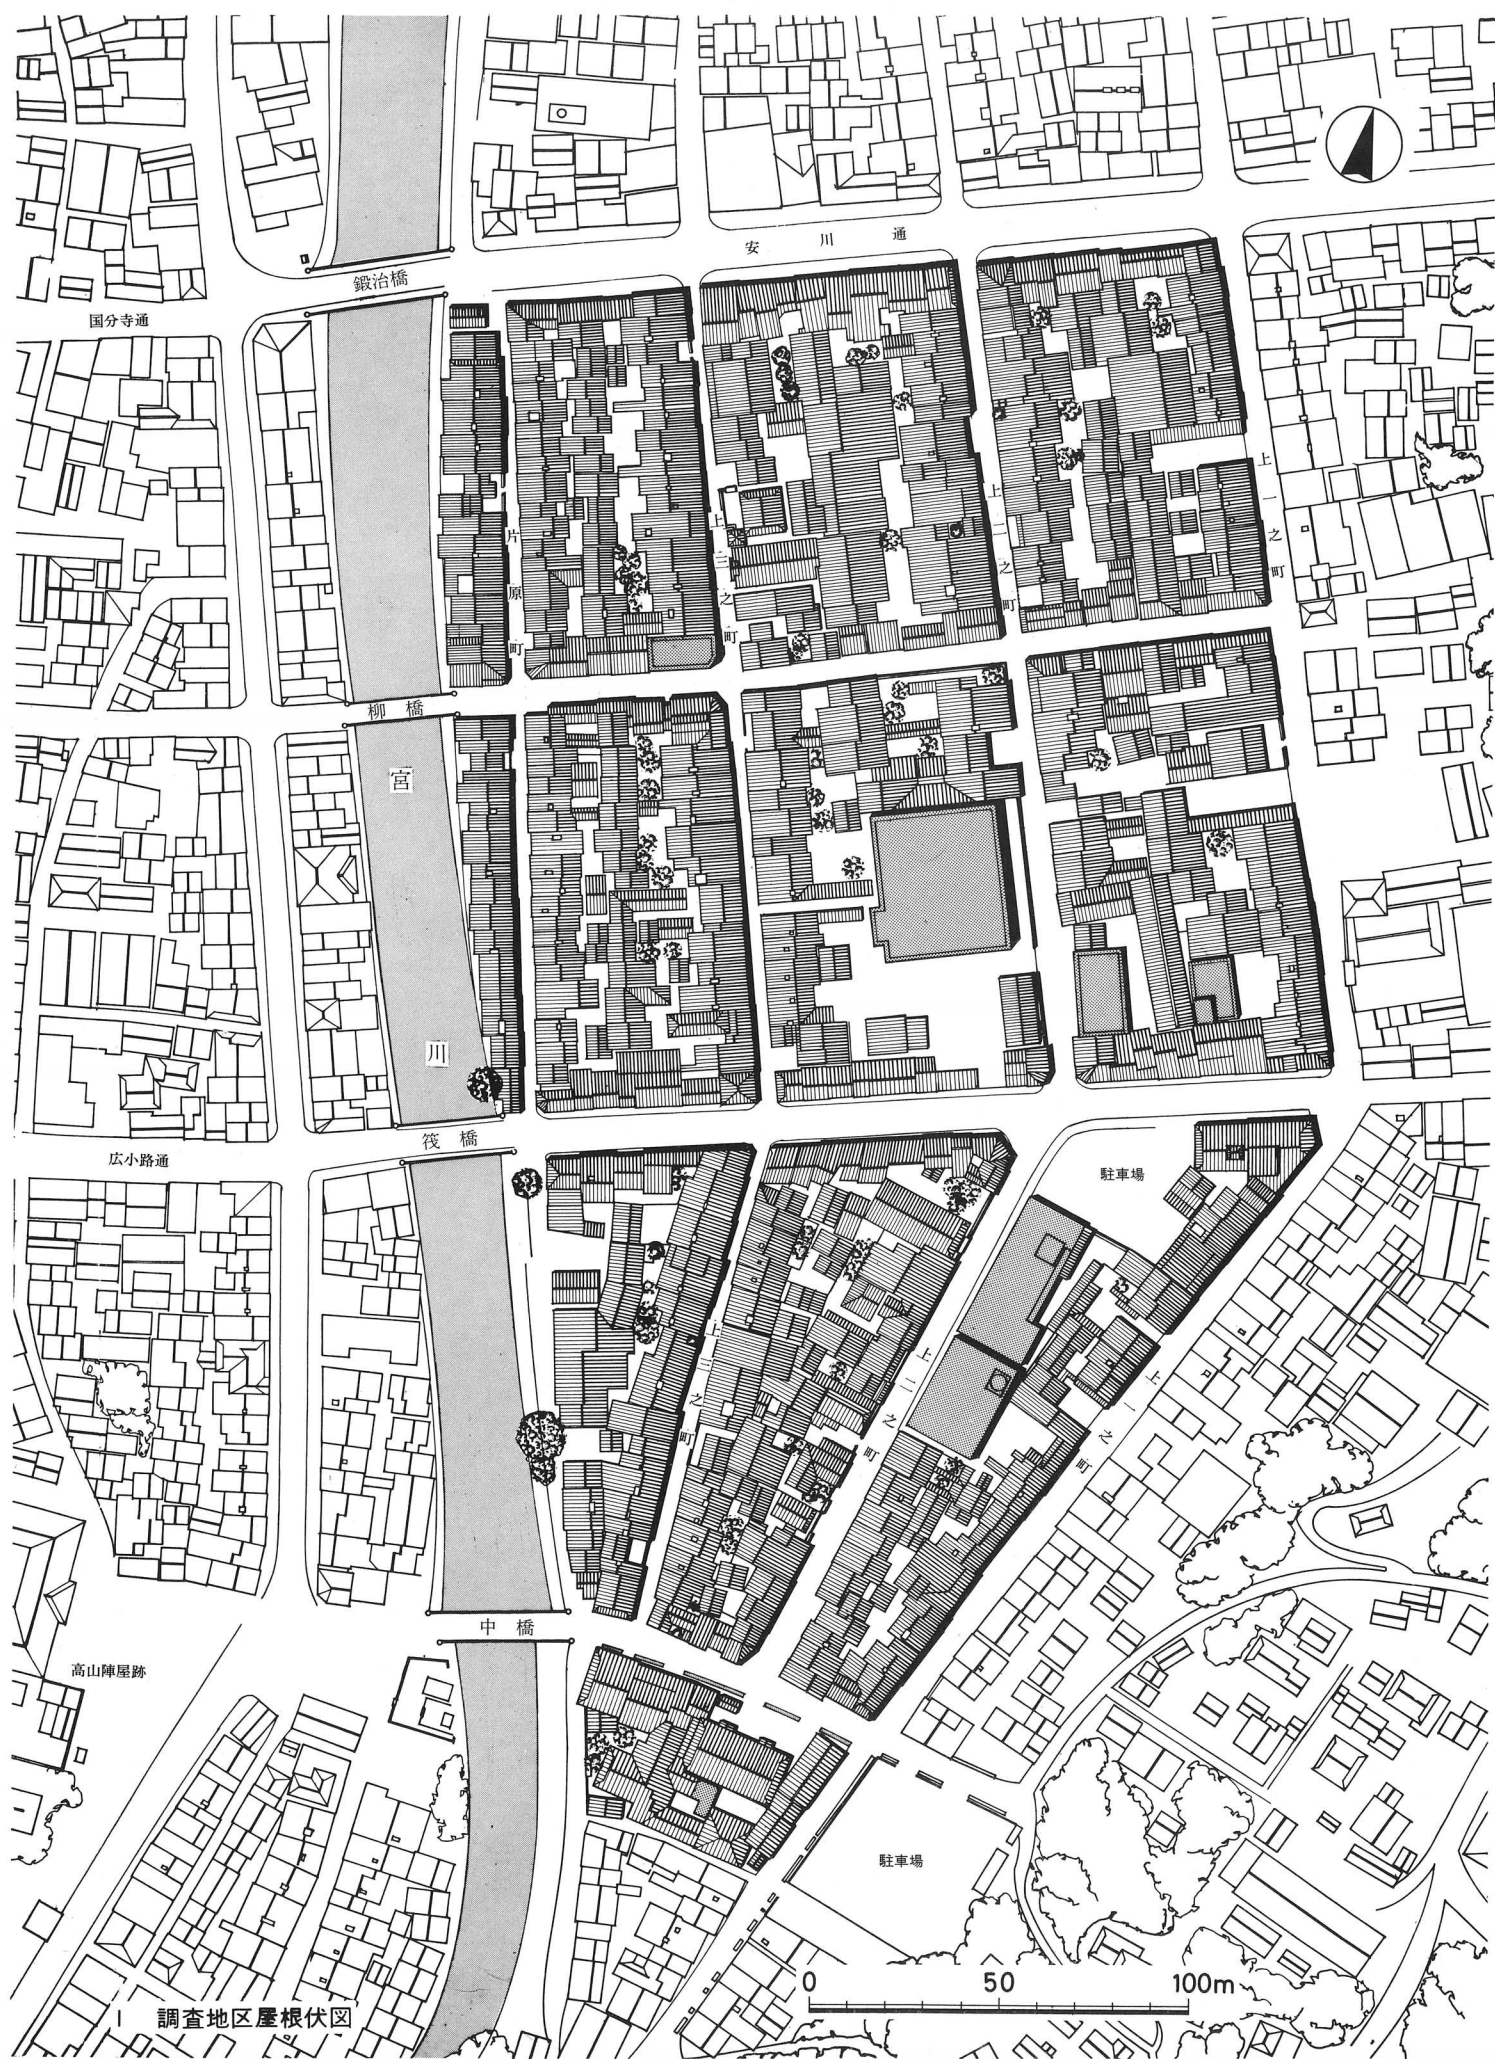 安川通
鍛治橋
国分寺通
上一之町
上二之町
片原町
上三之町
柳橋
宮川
筏橋
広小路通
駐車場
上三之町
上二之町
上一之町
中橋
高山陣屋跡
駐車場
0 50 100m
I 調査地区屋根伏図